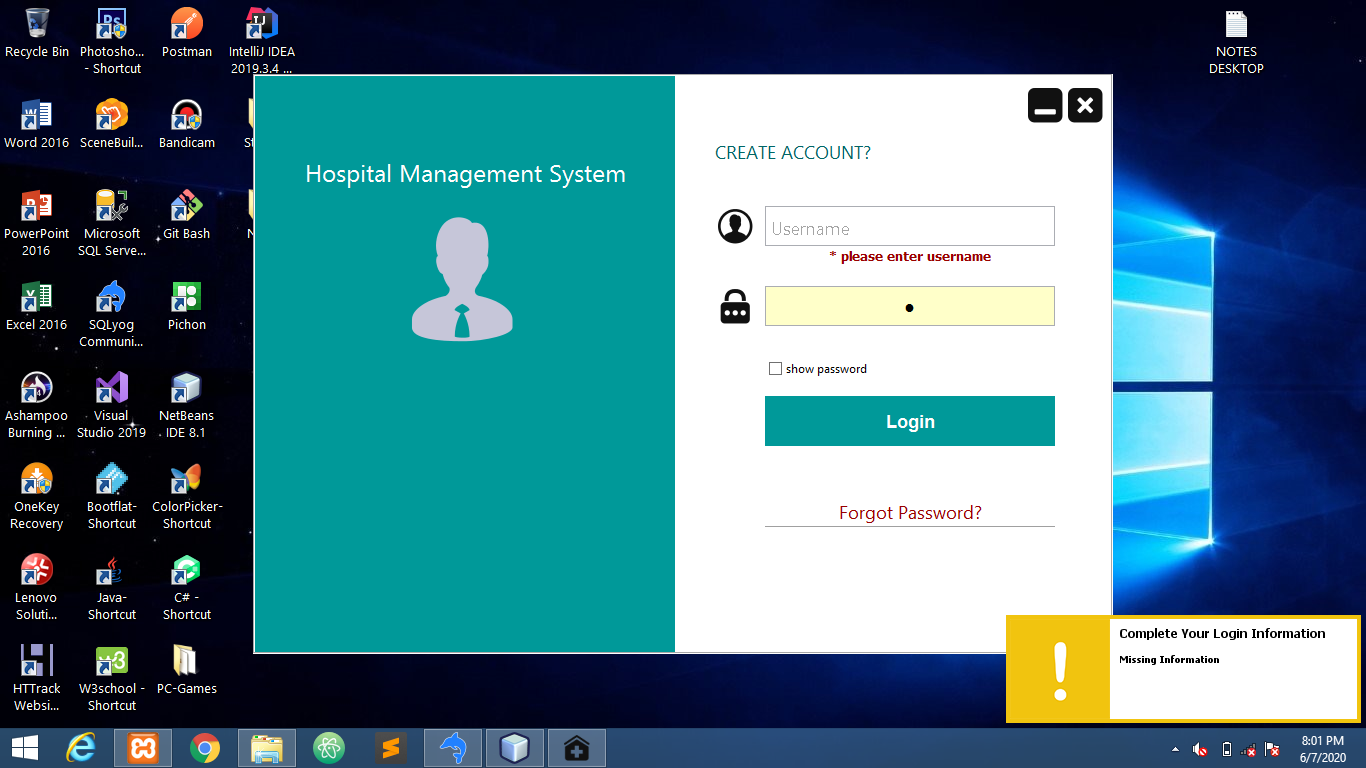 Recycle Bin
Photosho...
- Shortcut
Postman
IntelliJ IDEA
2019.3.4 ...
NOTES
DESKTOP
Word 2016
SceneBuil...
Bandicam
PowerPoint
2016
Microsoft
SQL Serve...
Git Bash
Excel 2016
SQLyog
Communi...
Pichon
Ashampoo
Burning ...
Visual
Studio 2019
NetBeans
IDE 8.1
OneKey
Recovery
Bootflat-
Shortcut
ColorPicker-
Shortcut
Lenovo
Soluti...
Java-
Shortcut
C# -
Shortcut
HTTrack
Websi...
W3school -
Shortcut
PC-Games
Hospital Management System
CREATE ACCOUNT?
Username
* please enter username
show password
Login
Forgot Password?
Complete Your Login Information
Missing Information
8:01 PM
6/7/2020